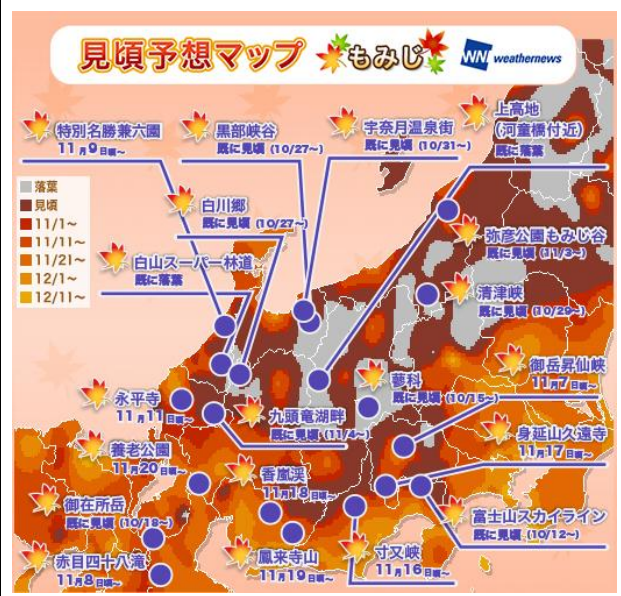 見頃予想マップ もみじ WNI weathernews
(特別名勝兼六園
11月9日頃～
黒部峡谷
既に見頃 (10/27～)
宇奈月温泉街
既に見頃 (10/31～)
上高地
(河童橋付近)
既に落葉
落葉
見頃
11/1～
11/11～
11/21～
12/1～
12/11～
白川郷
既に見頃 (10/27～)
弥彦公園もみじ谷
既に見頃 (11/3～)
白山スーパー林道
既に落葉
清津峡
既に見頃 (10/29～)
御岳昇仙峡
11月7日頃～
蓼科
既に見頃 (10/15～)
永平寺
11月11日頃～
九頭竜湖畔
既に見頃 (11/4～)
身延山久遠寺
11月17日頃～
養老公園
11月20日頃～
香嵐渓
11月18日頃～
御在所岳
既に見頃 (10/18～)
富士山スカイライン
既に見頃 (10/12～)
赤目四十八滝
11月8日頃～
鳳来寺山
11月19日頃～
寸又峡
11月16日頃～